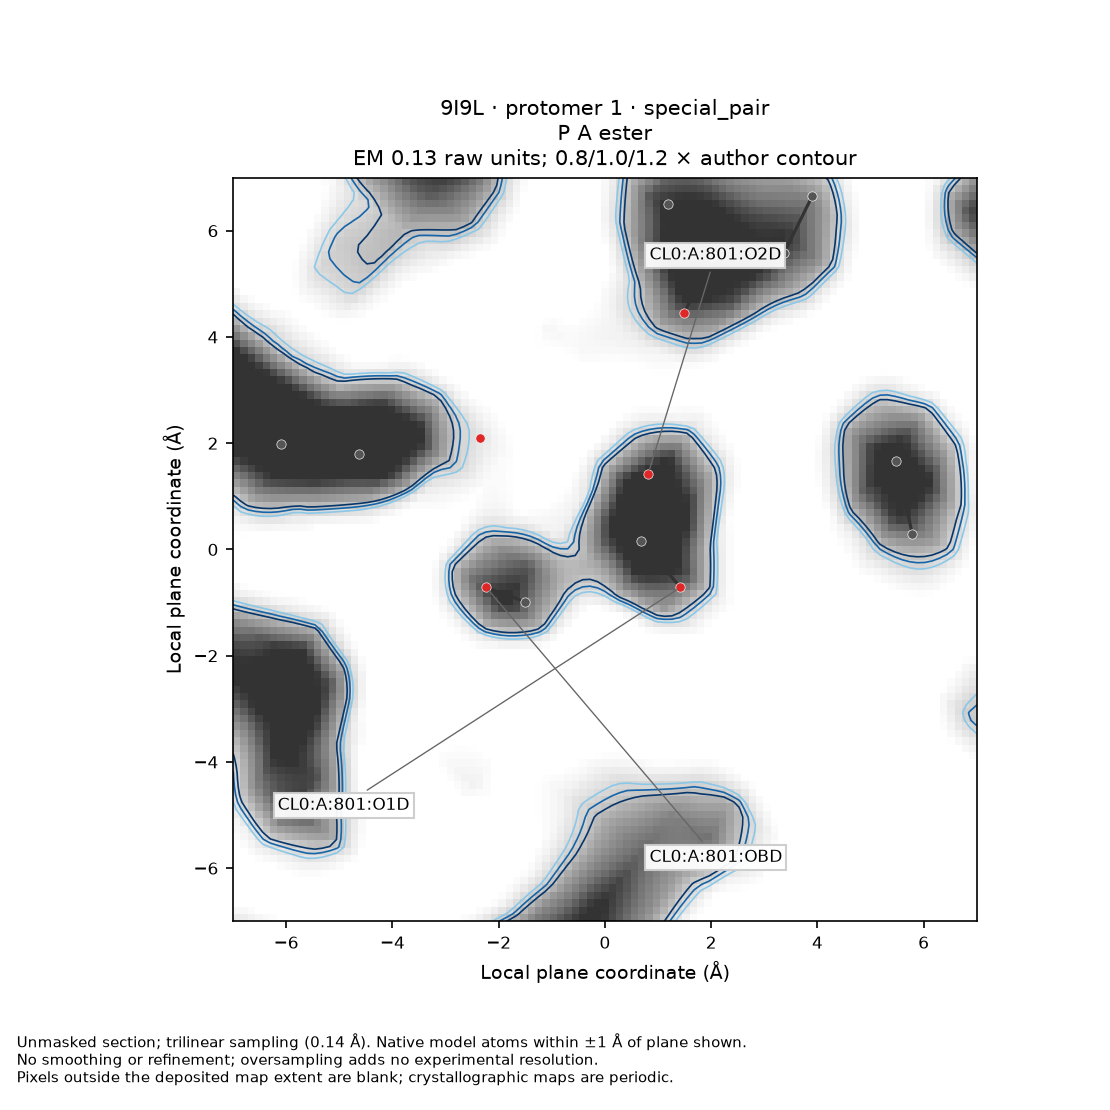 9I9L · protomer 1 · special_pair
P A ester
EM 0.13 raw units; 0.8/1.0/1.2 × author contour
Local plane coordinate (Å)
6
4
2
0
−2
−4
−6
CL0:A:801:O2D
CL0:A:801:O1D
CL0:A:801:OBD
−6 −4 −2 0 2 4 6
Local plane coordinate (Å)
Unmasked section; trilinear sampling (0.14 Å). Native model atoms within ±1 Å of plane shown.
No smoothing or refinement; oversampling adds no experimental resolution.
Pixels outside the deposited map extent are blank; crystallographic maps are periodic.